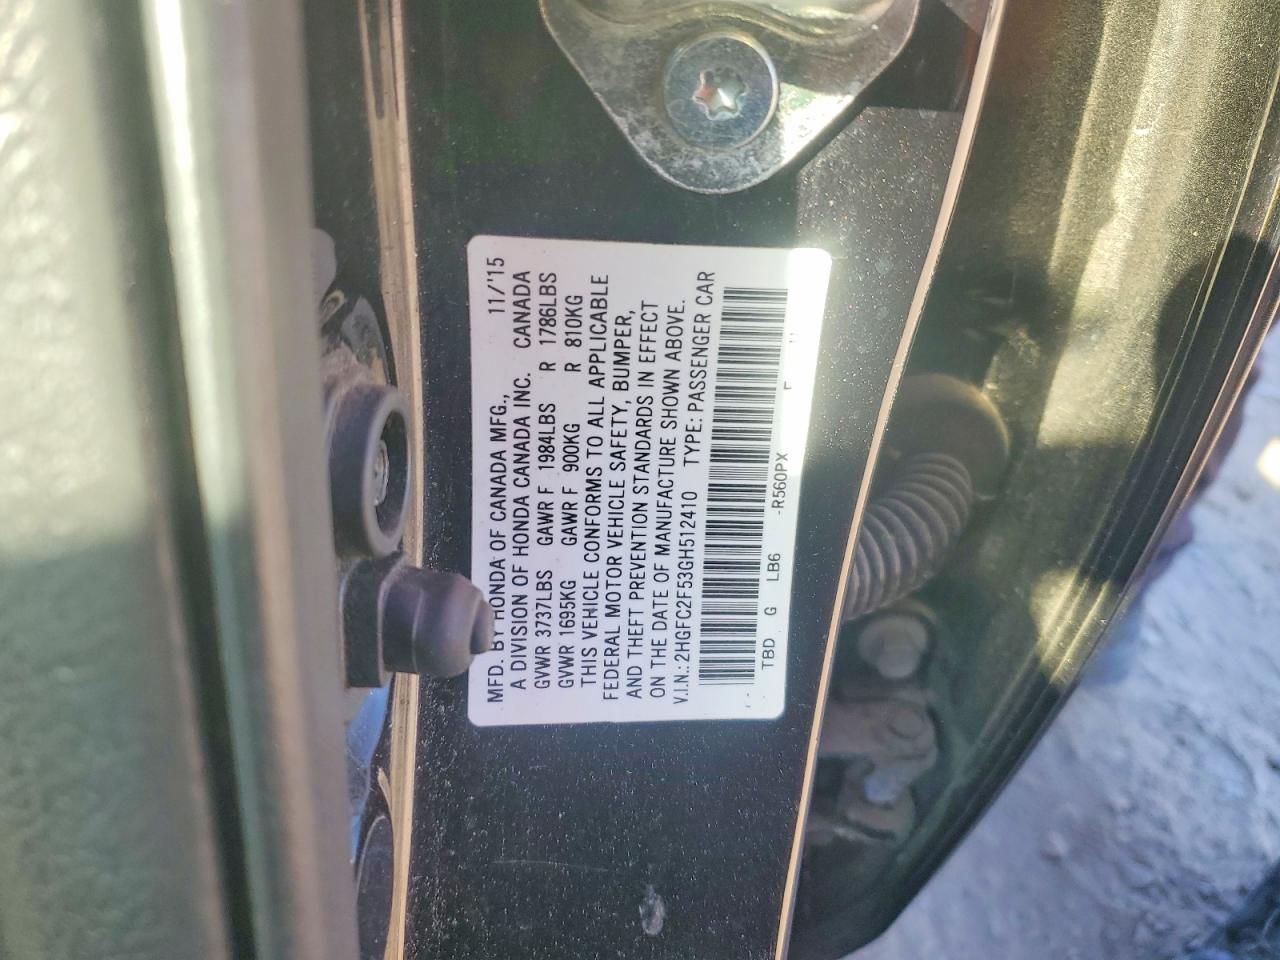 MFD. BY HONDA OF CANADA MFG., 11/'15
A DIVISION OF HONDA CANADA INC. CANADA
GVWR 3737LBS GAWR F 1984LBS R 1786LBS
GVWR 1695KG GAWR F 900KG R 810KG
THIS VEHICLE CONFORMS TO ALL APPLICABLE
FEDERAL MOTOR VEHICLE SAFETY, BUMPER,
AND THEFT PREVENTION STANDARDS IN EFFECT
ON THE DATE OF MANUFACTURE SHOWN ABOVE.
V.I.N.: 2HGFC2F53GH512410 TYPE: PASSENGER CAR
TBD G LB6 -R560PX